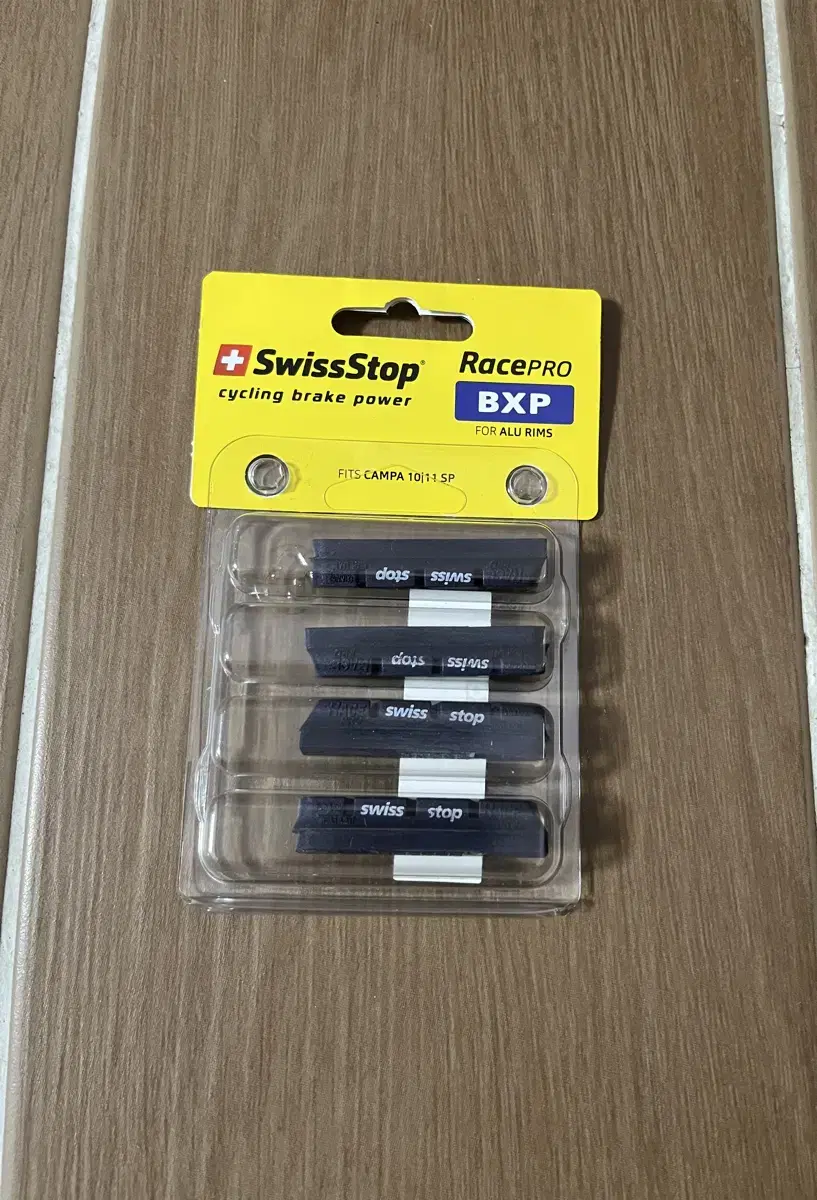 SwissStop®
cycling brake power
RacePRO
BXP
FOR ALU RIMS
FITS CAMPA 10|11 SP
swiss stop
swiss stop
swiss stop
swiss stop